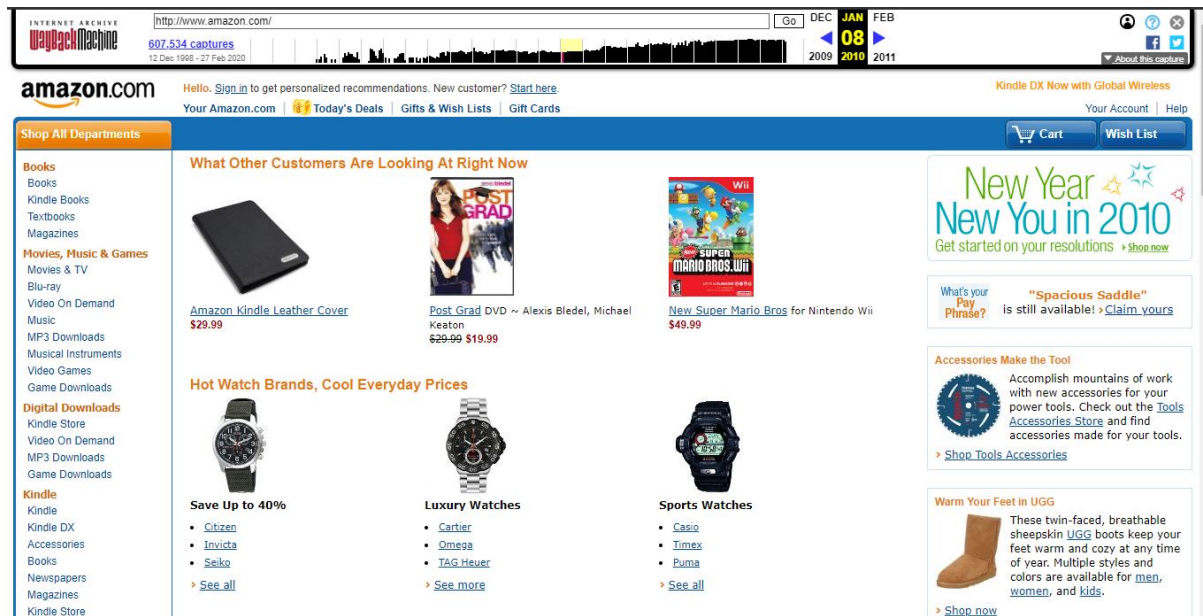 INTERNET ARCHIVE
WayBackMachine
http://www.amazon.com/
Go
DEC JAN FEB
08
2009 2010 2011
607,534 captures
12 Dec 1998 - 27 Feb 2020
About this capture
amazon.com
Hello. Sign in to get personalized recommendations. New customer? Start here.
Kindle DX Now with Global Wireless
Your Amazon.com | Today's Deals | Gifts & Wish Lists | Gift Cards
Your Account | Help
Shop All Departments
Cart
Wish List
Books
Books
Kindle Books
Textbooks
Magazines
Movies, Music & Games
Movies & TV
Blu-ray
Video On Demand
Music
MP3 Downloads
Musical Instruments
Video Games
Game Downloads
Digital Downloads
Kindle Store
Video On Demand
MP3 Downloads
Game Downloads
Kindle
Kindle
Kindle DX
Accessories
Books
Newspapers
Magazines
Kindle Store
What Other Customers Are Looking At Right Now
Amazon Kindle Leather Cover
$29.99
POST
GRAD
Post Grad DVD ~ Alexis Bledel, Michael
Keaton
$29.99 $19.99
Wii
New SUPER
MARIO BROS.Wii
New Super Mario Bros for Nintendo Wii
$49.99
Hot Watch Brands, Cool Everyday Prices
Save Up to 40%
Citizen
Invicta
Seiko
› See all
Luxury Watches
Cartier
Omega
TAG Heuer
› See more
Sports Watches
Casio
Timex
Puma
› See all
New Year
New You in 2010
Get started on your resolutions › Shop now
What's your
Pay
Phrase?
"Spacious Saddle"
is still available! › Claim yours
Accessories Make the Tool
Accomplish mountains of work
with new accessories for your
power tools. Check out the Tools
Accessories Store and find
accessories made for your tools.
› Shop Tools Accessories
Warm Your Feet in UGG
These twin-faced, breathable
sheepskin UGG boots keep your
feet warm and cozy at any time
of year. Multiple styles and
colors are available for men,
women, and kids.
› Shop now